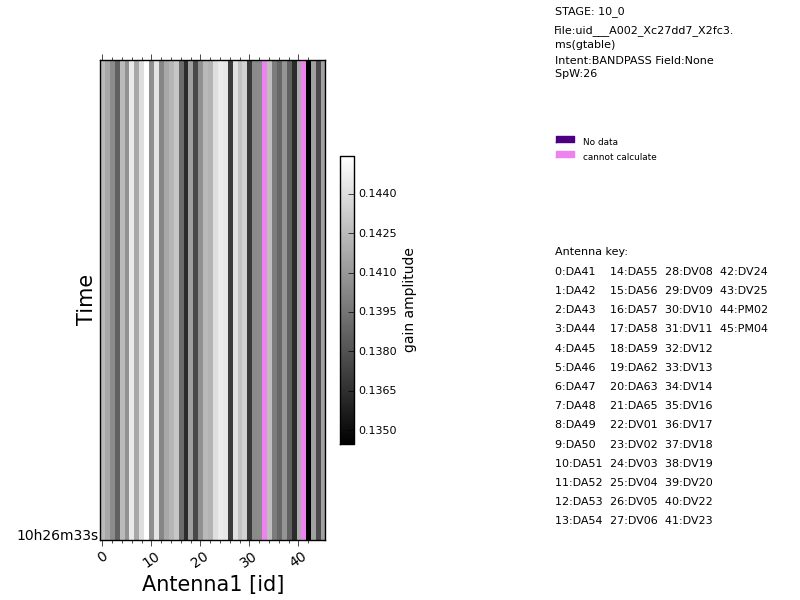 STAGE: 10_0
File:uid___A002_Xc27dd7_X2fc3.
ms(gtable)
Intent:BANDPASS Field:None
SpW:26
No data
cannot calculate
0.1440
0.1425
0.1410
0.1395
0.1380
0.1365
0.1350
gain amplitude
Time
10h26m33s
0 10 20 30 40
Antenna1 [id]
Antenna key:
0:DA41 14:DA55 28:DV08 42:DV24
1:DA42 15:DA56 29:DV09 43:DV25
2:DA43 16:DA57 30:DV10 44:PM02
3:DA44 17:DA58 31:DV11 45:PM04
4:DA45 18:DA59 32:DV12
5:DA46 19:DA62 33:DV13
6:DA47 20:DA63 34:DV14
7:DA48 21:DA65 35:DV16
8:DA49 22:DV01 36:DV17
9:DA50 23:DV02 37:DV18
10:DA51 24:DV03 38:DV19
11:DA52 25:DV04 39:DV20
12:DA53 26:DV05 40:DV22
13:DA54 27:DV06 41:DV23